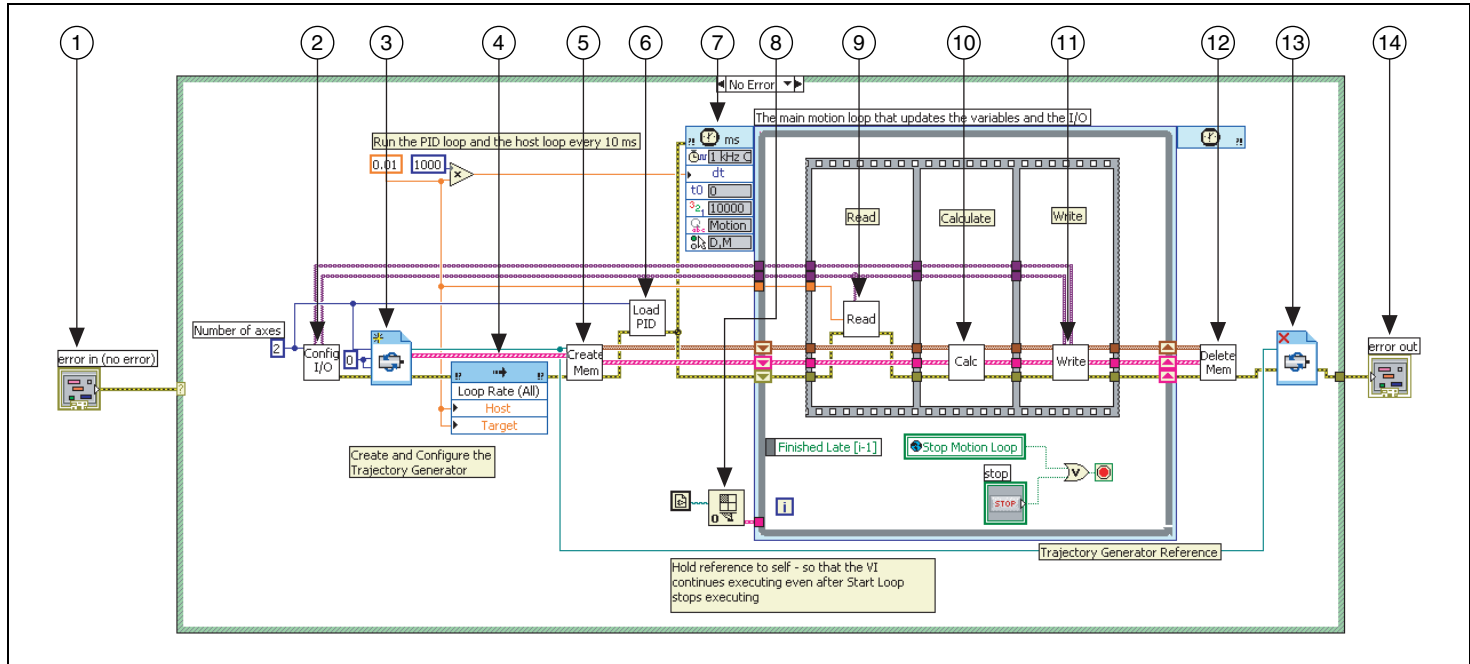 1 2 3 4 5 6 7 8 9 10 11 12 13 14
No Error
The main motion loop that updates the variables and the I/O
Run the PID loop and the host loop every 10 ms
ms
0.01 1000
1 kHz C
dt
t0 0
10000
Motion
D,M
Read Calculate Write
Load
PID
Read
Number of axes
2
Config
I/O
0
error in (no error)
Create
Mem
Calc
Write
Delete
Mem
error out
?
Loop Rate (All)
Host
Target
Create and Configure the
Trajectory Generator
Finished Late [i-1]
Stop Motion Loop
stop
STOP
V
0
i
Trajectory Generator Reference
Hold reference to self - so that the VI
continues executing even after Start Loop
stops executing